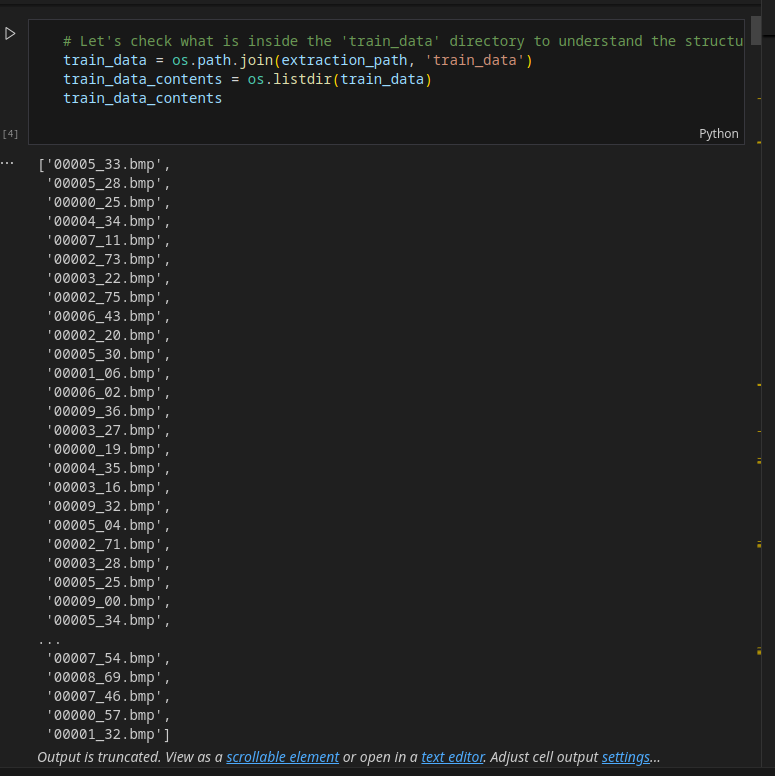 # Let's check what is inside the 'train_data' directory to understand the structu
train_data = os.path.join(extraction_path, 'train_data')
train_data_contents = os.listdir(train_data)
train_data_contents
[4]
Python
...
['00005_33.bmp',
'00005_28.bmp',
'00000_25.bmp',
'00004_34.bmp',
'00007_11.bmp',
'00002_73.bmp',
'00003_22.bmp',
'00002_75.bmp',
'00006_43.bmp',
'00002_20.bmp',
'00005_30.bmp',
'00001_06.bmp',
'00006_02.bmp',
'00009_36.bmp',
'00003_27.bmp',
'00000_19.bmp',
'00004_35.bmp',
'00003_16.bmp',
'00009_32.bmp',
'00005_04.bmp',
'00002_71.bmp',
'00003_28.bmp',
'00005_25.bmp',
'00009_00.bmp',
'00005_34.bmp',
...
'00007_54.bmp',
'00008_69.bmp',
'00007_46.bmp',
'00000_57.bmp',
'00001_32.bmp']
Output is truncated. View as a scrollable element or open in a text editor. Adjust cell output settings...